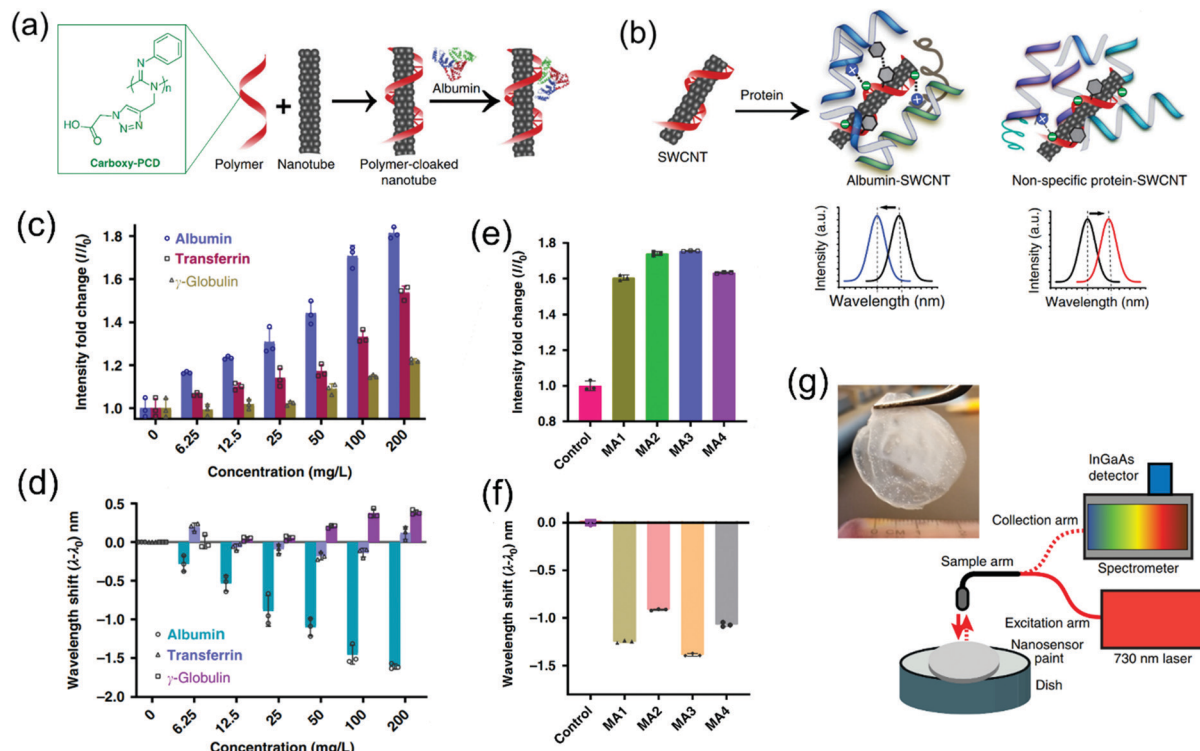 (a)
N
N
N
n
N
N
N
HO
O
Carboxy-PCD
Polymer
+
Nanotube
Polymer-cloaked
nanotube
Albumin
(b)
SWCNT
Protein
Albumin-SWCNT
Non-specific protein-SWCNT
Intensity (a.u.)
Wavelength (nm)
Intensity (a.u.)
Wavelength (nm)
(c)
Intensity fold change (I/I0)
1.8
1.6
1.4
1.2
1.0
Albumin
Transferrin
γ-Globulin
0
6.25
12.5
25
50
100
200
Concentration (mg/L)
(d)
Wavelength shift (λ-λ0) nm
0.5
0.0
−0.5
−1.0
−1.5
−2.0
Albumin
Transferrin
γ-Globulin
0
6.25
12.5
25
50
100
200
Concentration (mg/L)
(e)
Intensity fold change (I/I0)
1.8
1.6
1.4
1.2
1.0
0.8
Control
MA1
MA2
MA3
MA4
(f)
Wavelength shift (λ-λ0) nm
0.0
−0.5
−1.0
−1.5
Control
MA1
MA2
MA3
MA4
(g)
InGaAs
detector
Collection arm
Spectrometer
Sample arm
Excitation arm
Nanosensor
paint
730 nm laser
Dish